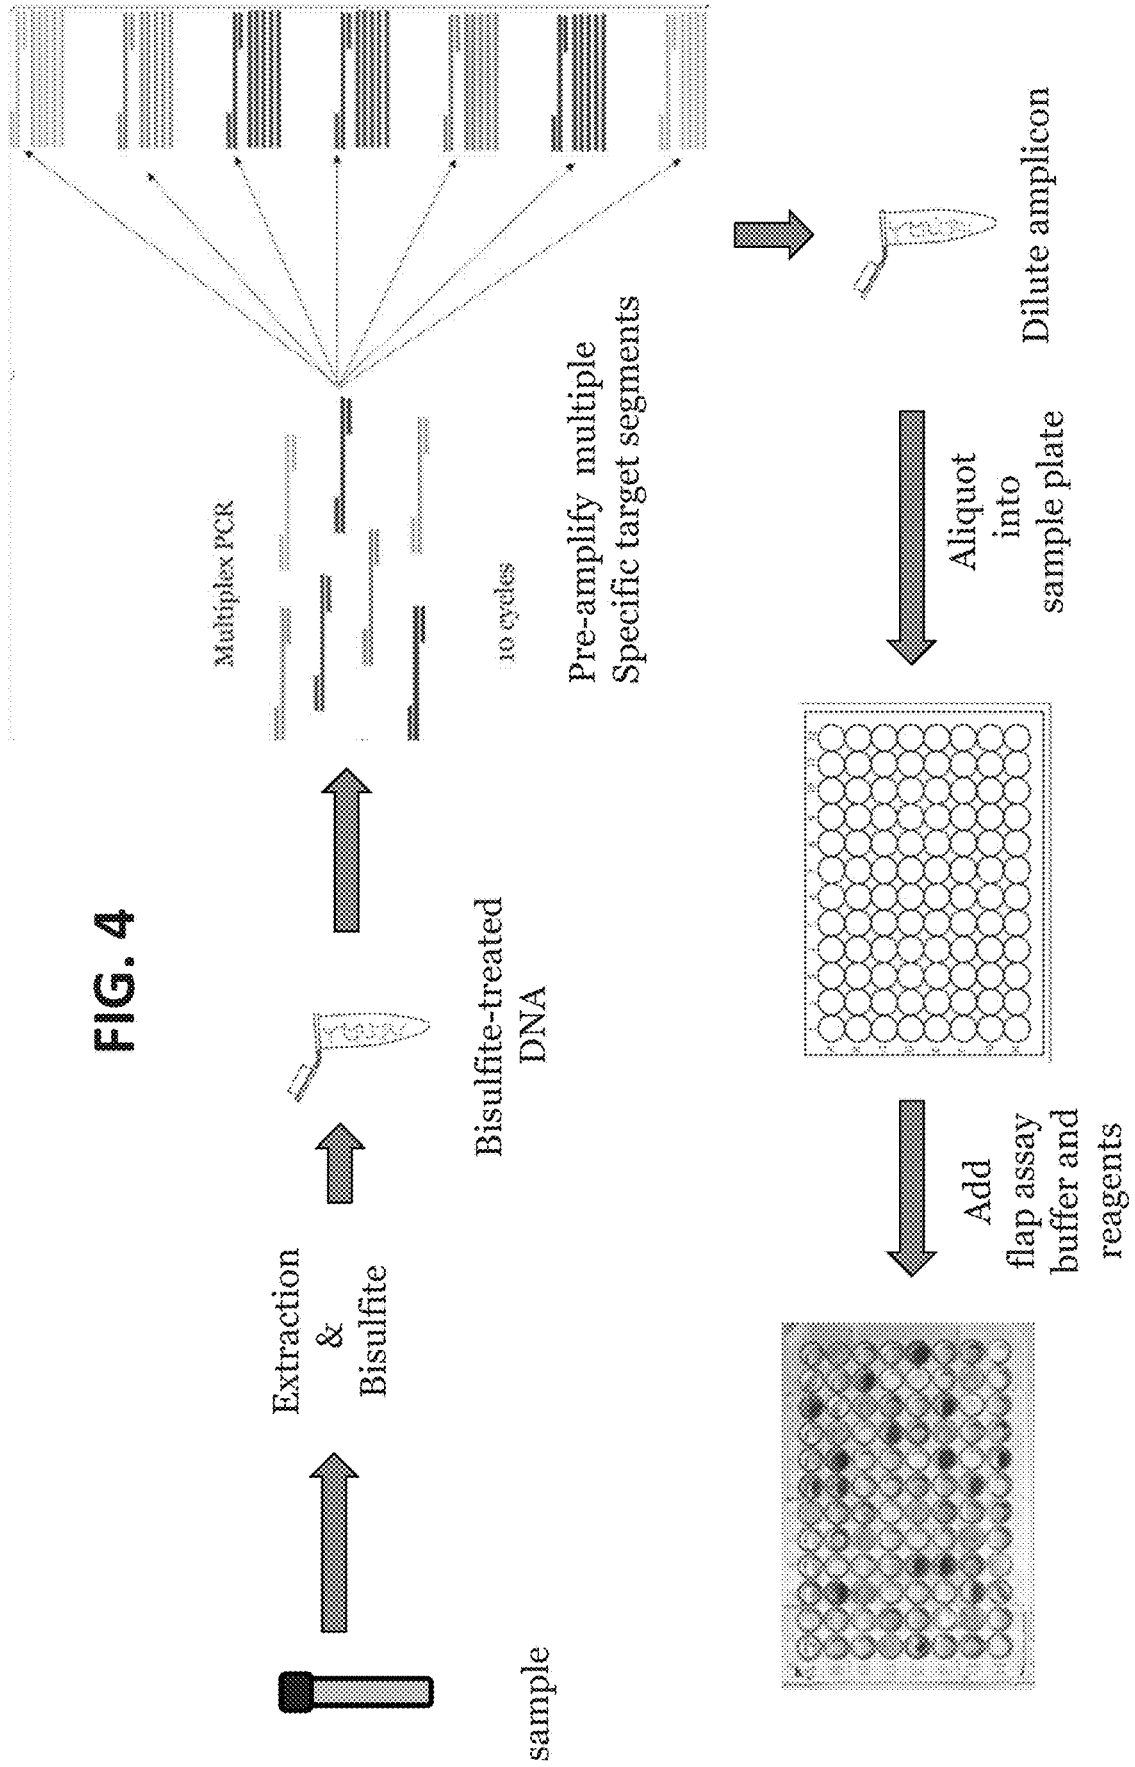 FIG. 4
sample
Extraction
&
Bisulfite
Bisulfite-treated
DNA
Multiplex PCR
10 cycles
Pre-amplify multiple
Specific target segments
Dilute amplicon
Aliquot
into
sample plate
Add
flap assay
buffer and
reagents